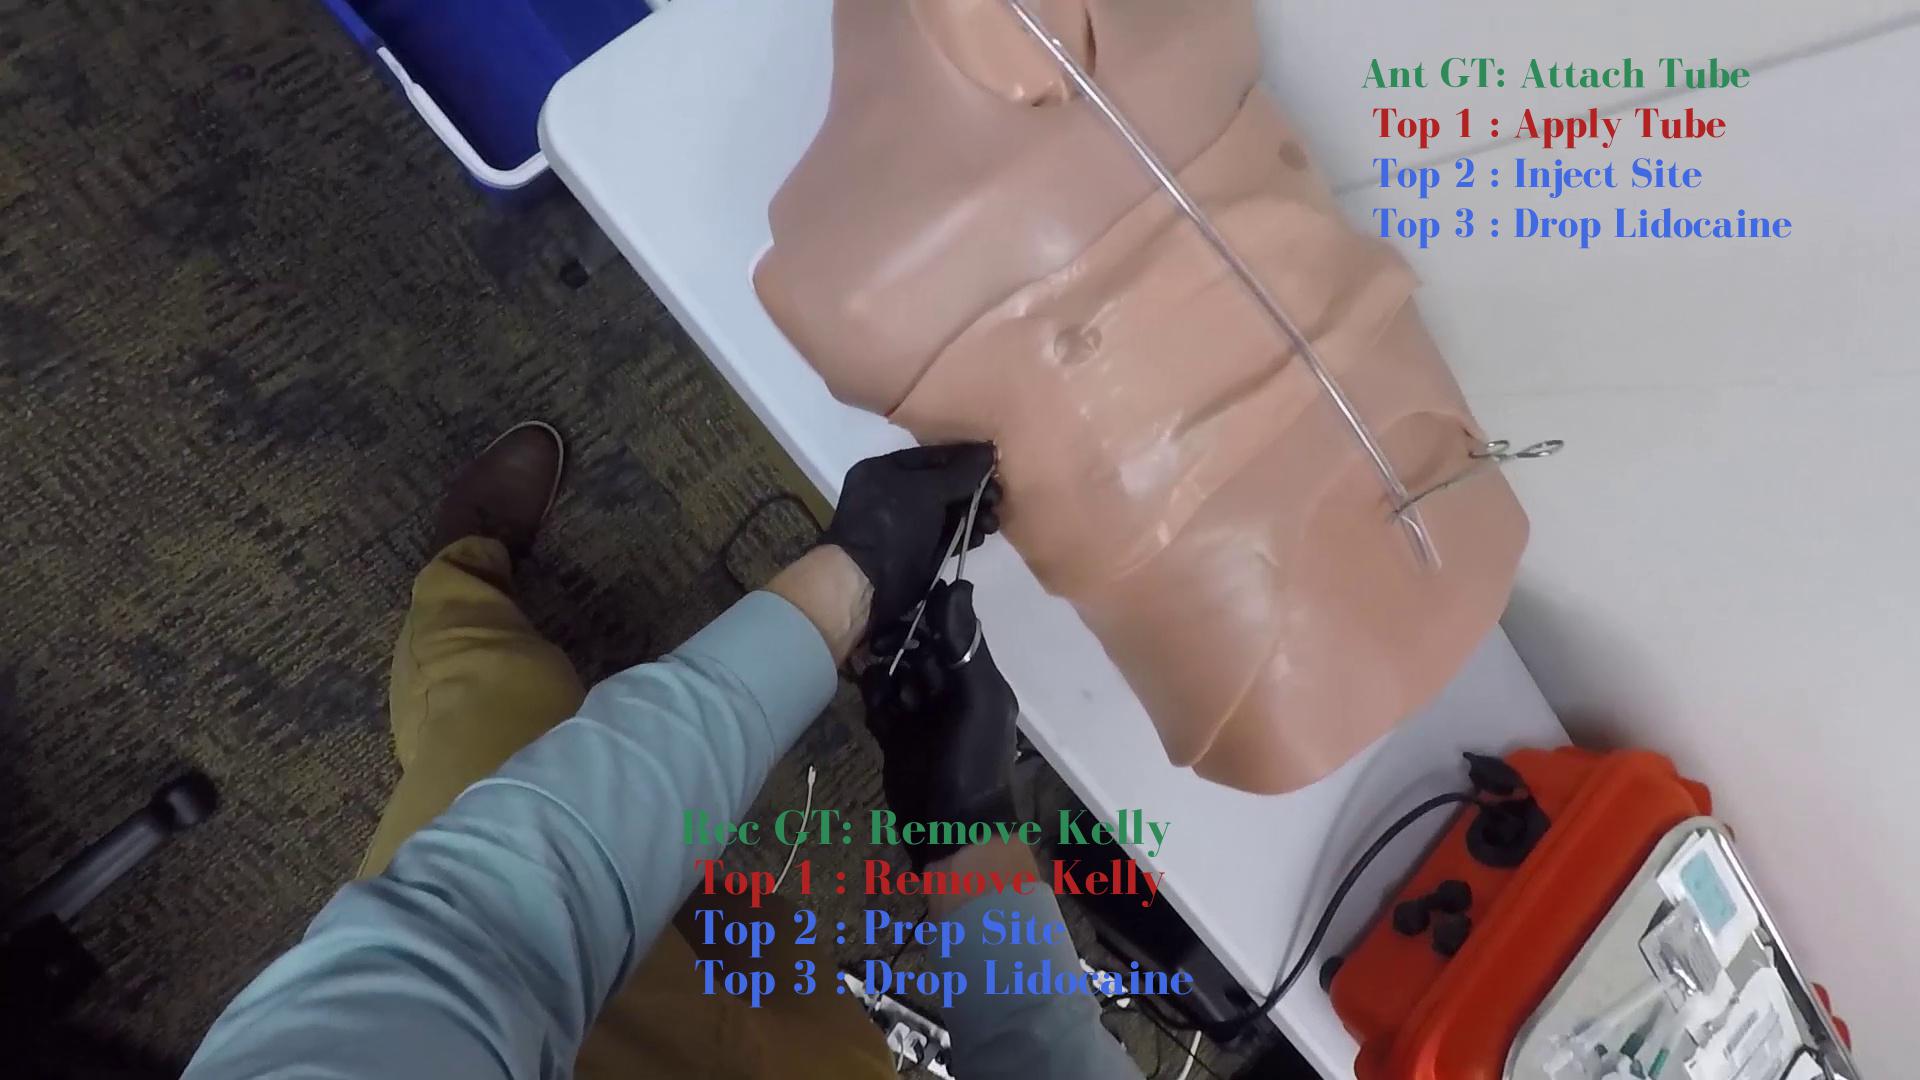 Ant GT: Attach Tube
Top 1 : Apply Tube
Top 2 : Inject Site
Top 3 : Drop Lidocaine
Rec GT: Remove Kelly
Top 1 : Remove Kelly
Top 2 : Prep Site
Top 3 : Drop Lidocaine